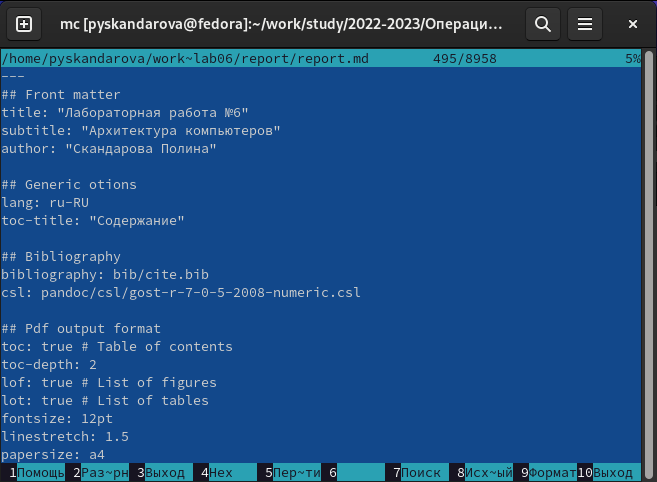 mc [pyskandarova@fedora]:~/work/study/2022-2023/Операци...
/home/pyskandarova/work~lab06/report/report.md 495/8958 5%
---
## Front matter
title: "Лабораторная работа №6"
subtitle: "Архитектура компьютеров"
author: "Скандарова Полина"
## Generic otions
lang: ru-RU
toc-title: "Содержание"
## Bibliography
bibliography: bib/cite.bib
csl: pandoc/csl/gost-r-7-0-5-2008-numeric.csl
## Pdf output format
toc: true # Table of contents
toc-depth: 2
lof: true # List of figures
lot: true # List of tables
fontsize: 12pt
linestretch: 1.5
papersize: a4
1Помощь 2Раз~рн 3Выход 4Hex 5Пер~ти 6 7Поиск 8Исх~ый 9Формат 10Выход